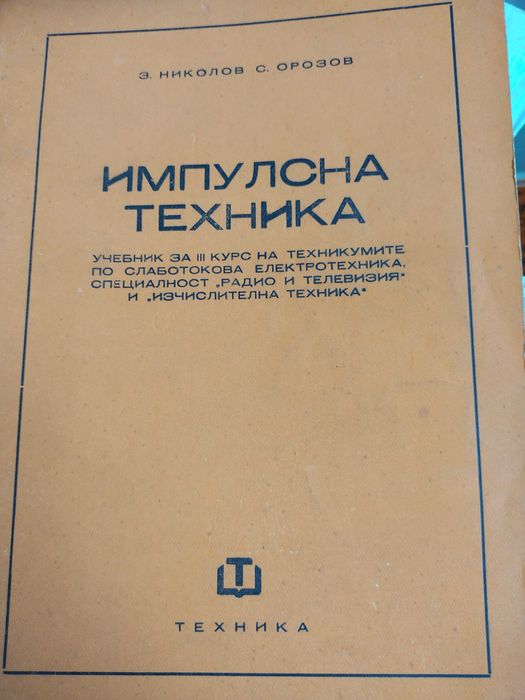 З. НИКОЛОВ С. ОРОЗОВ
ИМПУЛСНА
ТЕХНИКА
УЧЕБНИК ЗА III КУРС НА ТЕХНИКУМИТЕ
ПО СЛАБОТОКОВА ЕЛЕКТРОТЕХНИКА,
СПЕЦИАЛНОСТ „РАДИО И ТЕЛЕВИЗИЯ“
И „ИЗЧИСЛИТЕЛНА ТЕХНИКА“
Т
ТЕХНИКА